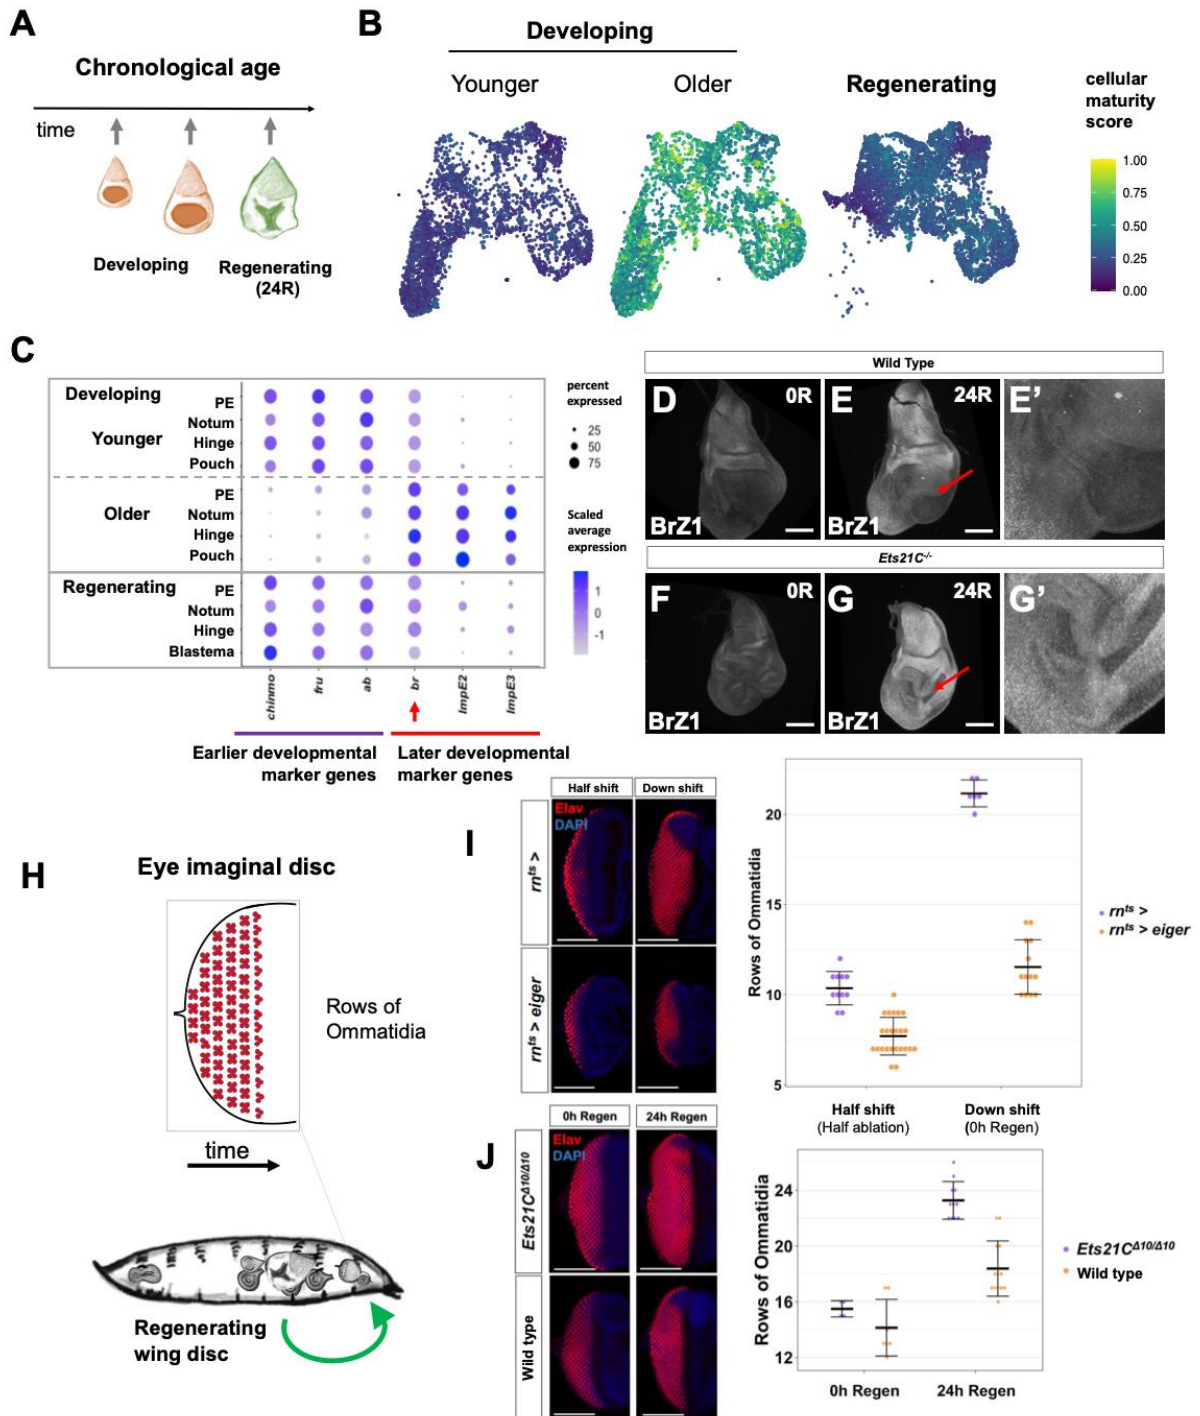 A
Chronological age
time
Developing
Regenerating
(24R)
B
Developing
Younger
Older
Regenerating
cellular
maturity
score
1.00
0.75
0.50
0.25
0.00
C
Developing
PE
Notum
Younger
Hinge
Pouch
PE
Older
Notum
Hinge
Pouch
Regenerating
PE
Notum
Hinge
Blastema
chinmo
fru
ab
br
ImpE2
ImpE3
Earlier developmental
marker genes
Later developmental
marker genes
percent
expressed
25
50
75
Scaled
average
expression
1
0
-1
Wild Type
D
0R
BrZ1
E
24R
BrZ1
E’
Ets21C-/-
F
0R
BrZ1
G
24R
BrZ1
G’
H
Eye imaginal disc
Rows of
Ommatidia
time
Regenerating
wing disc
I
Half shift
Down shift
Elav
DAPI
rnts >
rnts > eiger
Rows of Ommatidia
20
15
10
5
Half shift
(Half ablation)
Down shift
(0h Regen)
rnts >
rnts > eiger
J
0h Regen
24h Regen
Elav
DAPI
Ets21CΔ10/Δ10
Wild type
Rows of Ommatidia
24
20
16
12
0h Regen
24h Regen
Ets21CΔ10/Δ10
Wild type